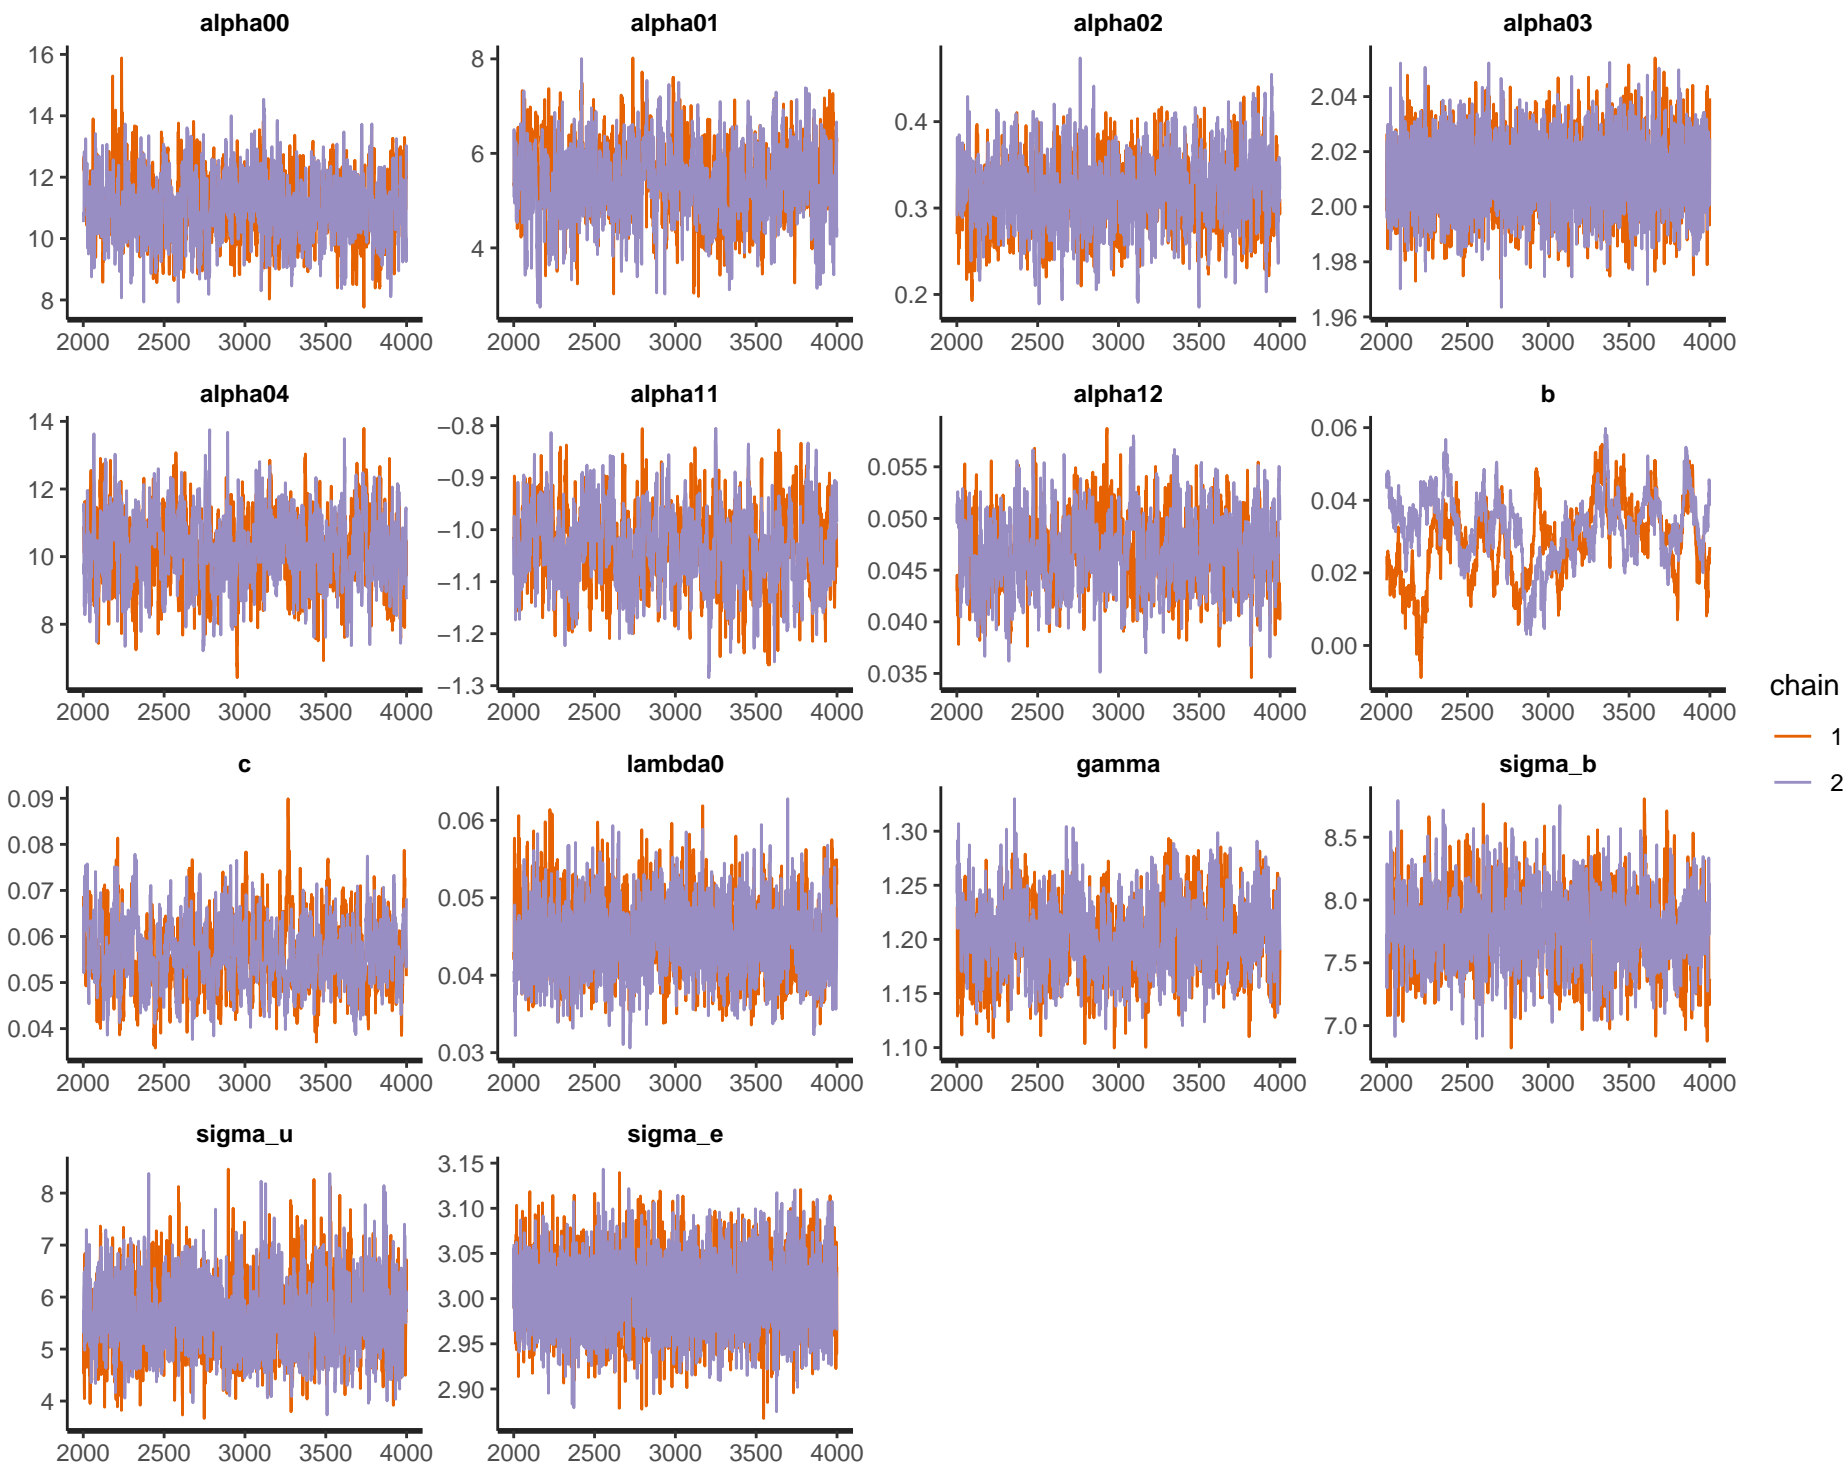 alpha00 alpha01 alpha02 alpha03
16 14 12 10 8
8 6 4
0.4 0.3 0.2
2.04 2.02 2.00 1.98 1.96
2000 2500 3000 3500 4000 2000 2500 3000 3500 4000 2000 2500 3000 3500 4000 2000 2500 3000 3500 4000
alpha04 alpha11 alpha12 b
14 12 10 8
−0.8 −0.9 −1.0 −1.1 −1.2 −1.3
0.055 0.050 0.045 0.040 0.035
0.06 0.04 0.02 0.00
2000 2500 3000 3500 4000 2000 2500 3000 3500 4000 2000 2500 3000 3500 4000 2000 2500 3000 3500 4000
chain
1
2
c lambda0 gamma sigma_b
0.09 0.08 0.07 0.06 0.05 0.04
0.06 0.05 0.04 0.03
1.30 1.25 1.20 1.15 1.10
8.5 8.0 7.5 7.0
2000 2500 3000 3500 4000 2000 2500 3000 3500 4000 2000 2500 3000 3500 4000 2000 2500 3000 3500 4000
sigma_u sigma_e
8 7 6 5 4
3.15 3.10 3.05 3.00 2.95 2.90
2000 2500 3000 3500 4000 2000 2500 3000 3500 4000